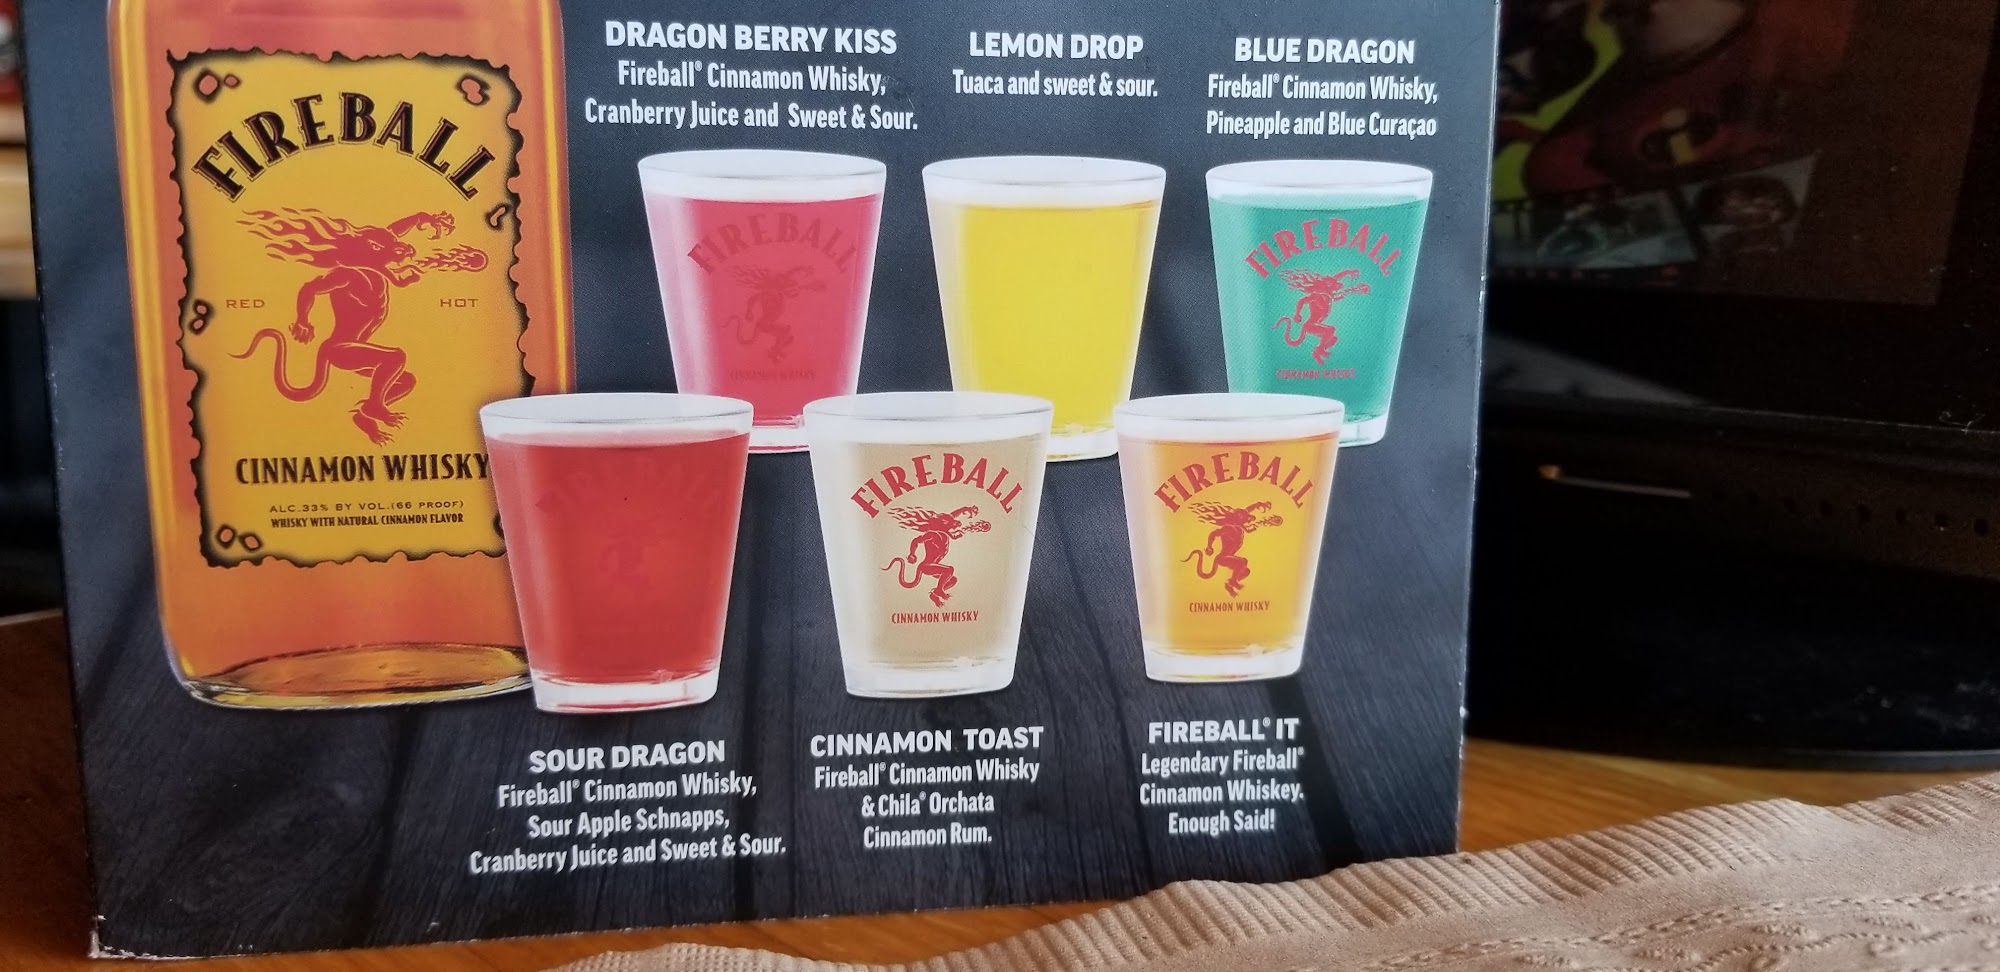 FIREBALL
RED HOT
CINNAMON WHISKY
ALC.33% BY VOL.(66 PROOF)
WHISKY WITH NATURAL CINNAMON FLAVOR
DRAGON BERRY KISS
Fireball® Cinnamon Whisky,
Cranberry Juice and Sweet & Sour.
LEMON DROP
Tuaca and sweet & sour.
BLUE DRAGON
Fireball® Cinnamon Whisky,
Pineapple and Blue Curaçao
FIREBALL
CINNAMON WHISKY
FIREBALL
CINNAMON WHISKY
FIREBALL
FIREBALL
CINNAMON WHISKY
FIREBALL
CINNAMON WHISKY
SOUR DRAGON
Fireball® Cinnamon Whisky,
Sour Apple Schnapps,
Cranberry Juice and Sweet & Sour.
CINNAMON TOAST
Fireball® Cinnamon Whisky
& Chila® Orchata
Cinnamon Rum.
FIREBALL® IT
Legendary Fireball®
Cinnamon Whiskey.
Enough Said!